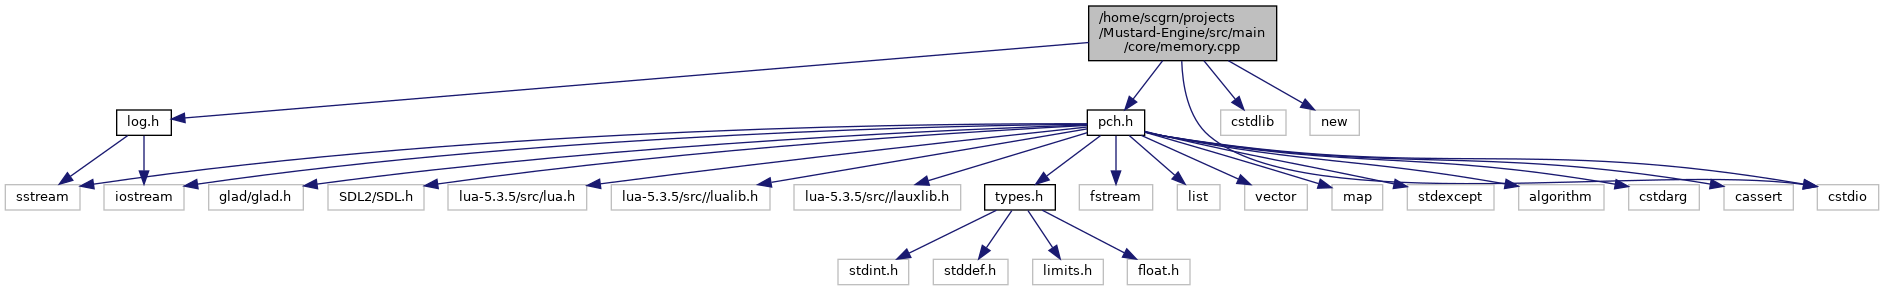 /home/scgrn/projects
/Mustard-Engine/src/main
/core/memory.cpp
log.h
pch.h
cstdlib
new
sstream
iostream
glad/glad.h
SDL2/SDL.h
lua-5.3.5/src/lua.h
lua-5.3.5/src//lualib.h
lua-5.3.5/src//lauxlib.h
types.h
fstream
list
vector
map
stdexcept
algorithm
cstdarg
cassert
cstdio
stdint.h
stddef.h
limits.h
float.h